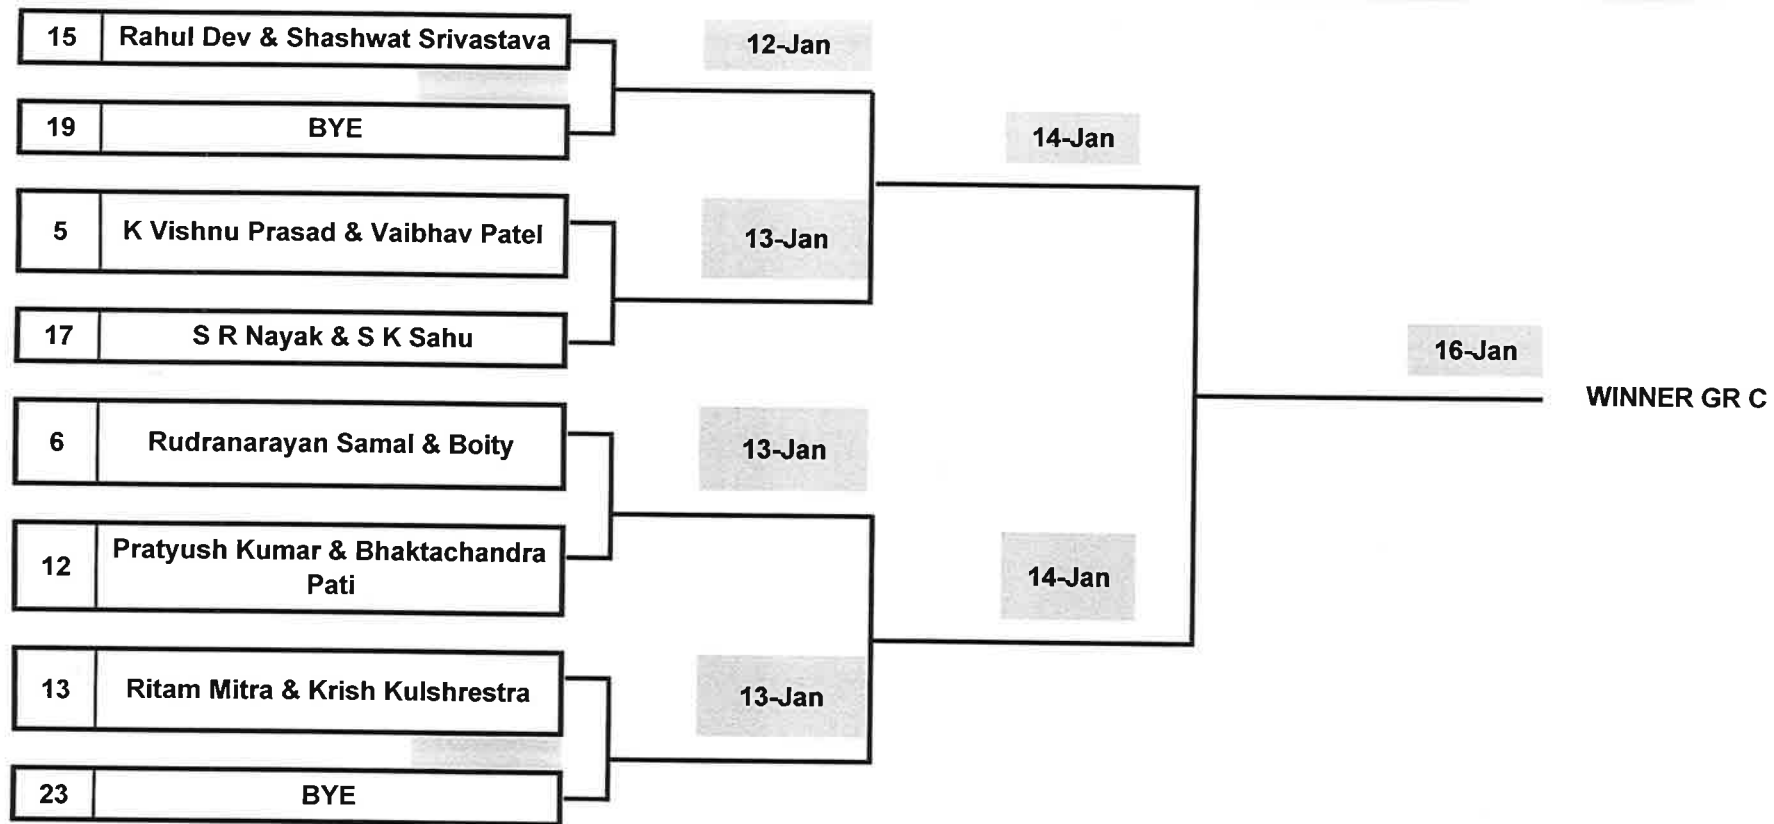 15 Rahul Dev & Shashwat Srivastava
12-Jan
19 BYE
14-Jan
5 K Vishnu Prasad & Vaibhav Patel
13-Jan
17 S R Nayak & S K Sahu
16-Jan
WINNER GR C
6 Rudranarayan Samal & Boity
13-Jan
12 Pratyush Kumar & Bhaktachandra
Pati
14-Jan
13 Ritam Mitra & Krish Kulshrestra
13-Jan
23 BYE